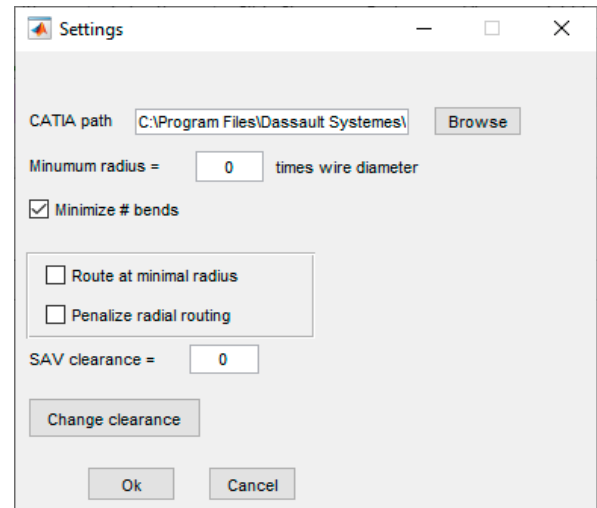 Settings
CATIA path C:\Program Files\Dassault Systemes\ Browse
Minumum radius = 0 times wire diameter
Minimize # bends
Route at minimal radius
Penalize radial routing
SAV clearance = 0
Change clearance
Ok Cancel